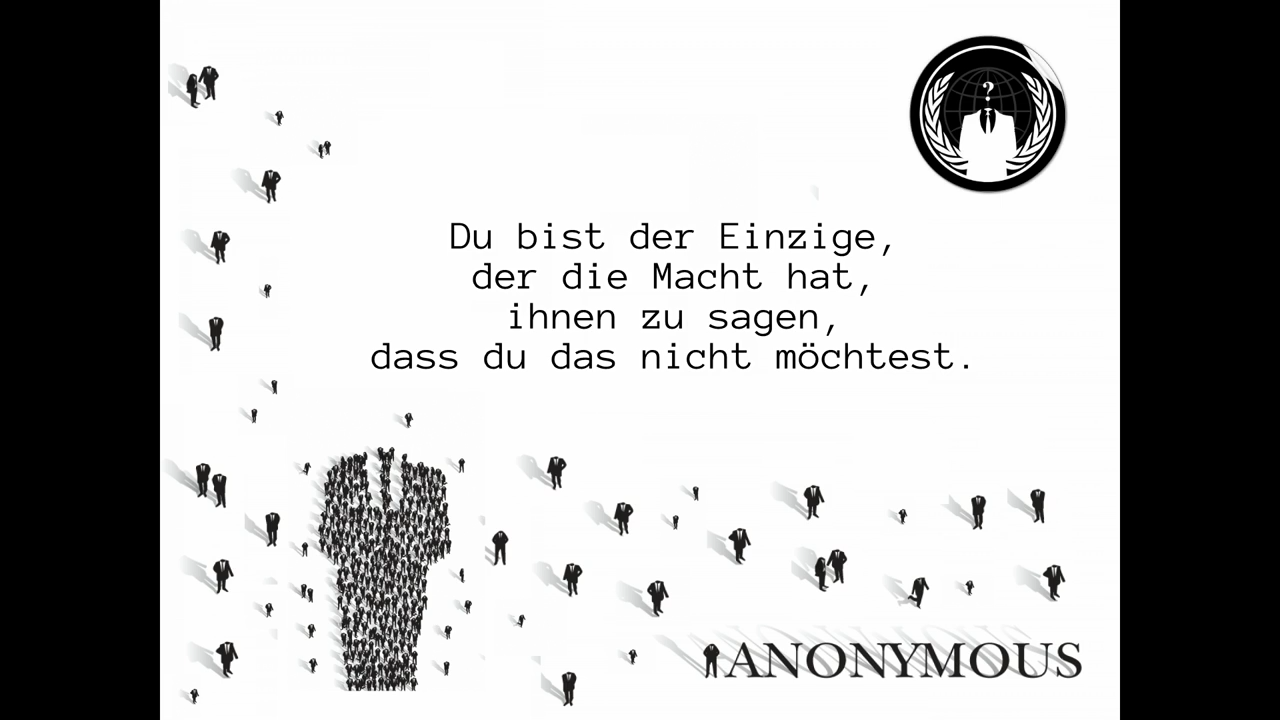 ?
Du bist der Einzige,
der die Macht hat,
ihnen zu sagen,
dass du das nicht möchtest.
ANONYMOUS